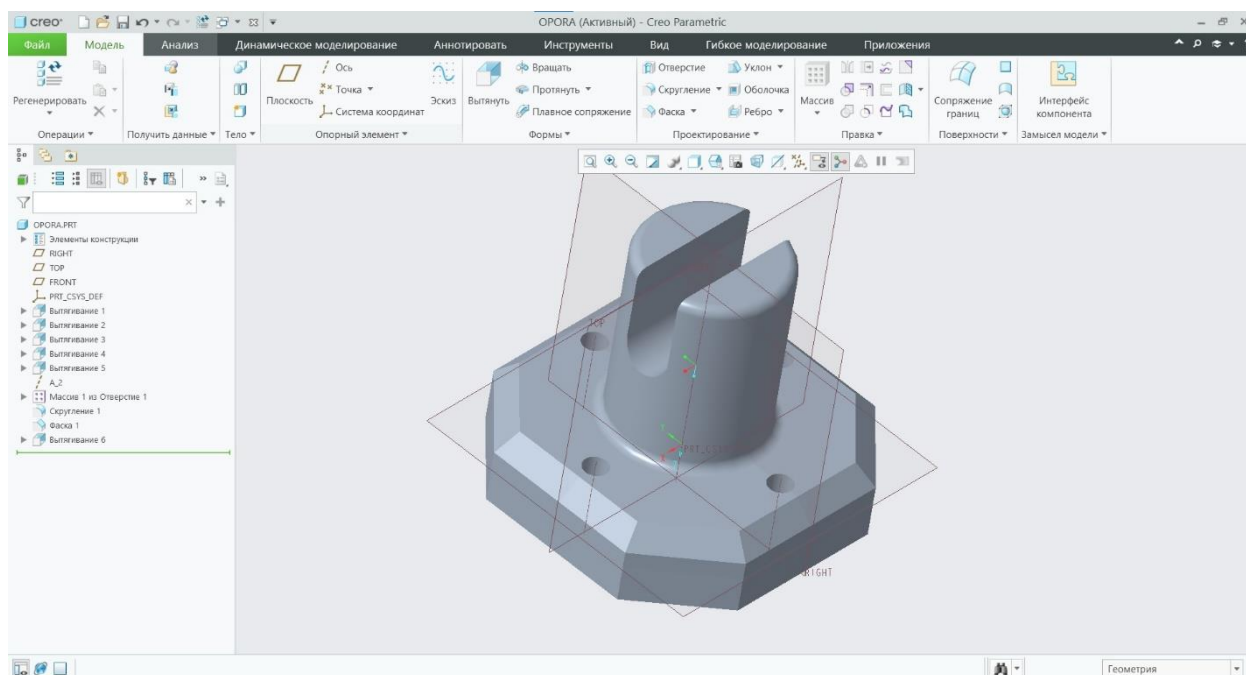 creo
OPORA (Активный) - Creo Parametric
Файл Модель Анализ Динамическое моделирование Аннотировать Инструменты Вид Гибкое моделирование Приложения
Ось Вращать Отверстие Уклон
Точка Протянуть Скругление Оболочка
Регенерировать Плоскость Система координат Эскиз Вытянуть Плавное сопряжение Фаска Ребро Массив Сопряжение границ Интерфейс компонента
Операции Получить данные Тело Опорный элемент Формы Проектирование Правка Поверхности Замысел модели
OPORA.PRT
Элементы конструкции
RIGHT
TOP
FRONT
PRT_CSYS_DEF
Вытягивание 1
Вытягивание 2
Вытягивание 3
Вытягивание 4
Вытягивание 5
A_2
Массив 1 из Отверстие 1
Скругление 1
Фаска 1
Вытягивание 6
TOP
RIGHT
Геометрия